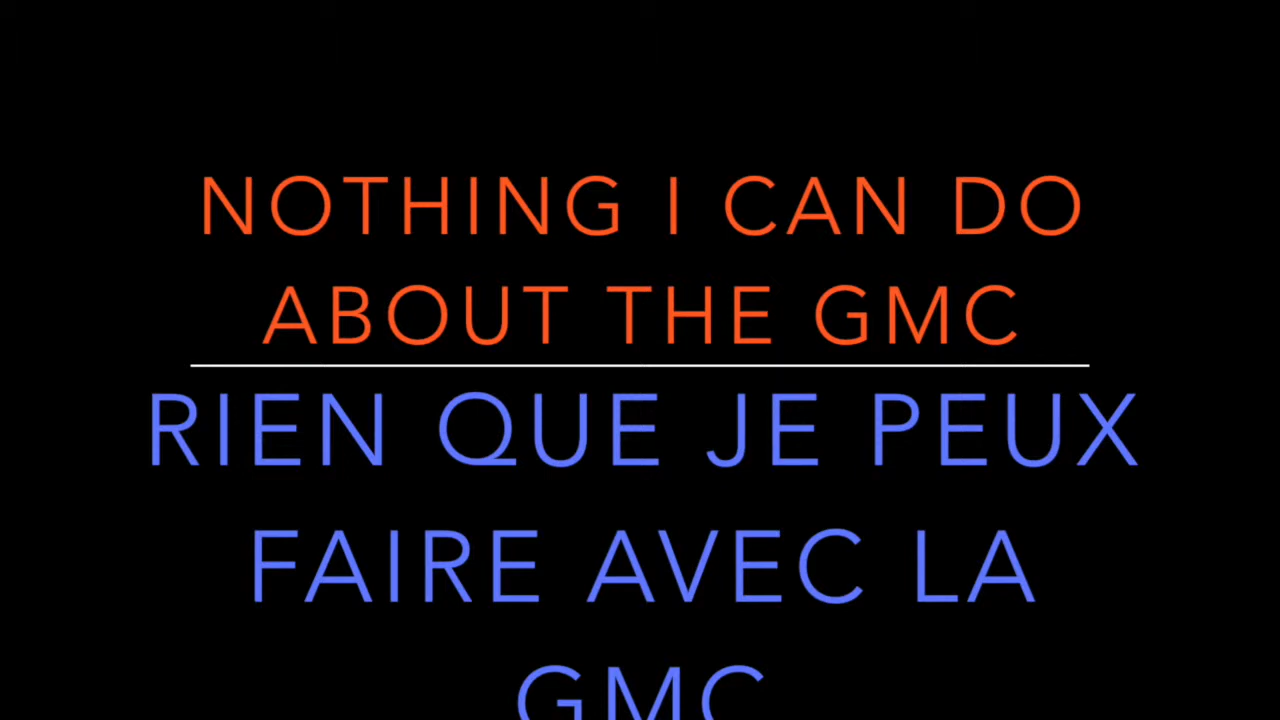 NOTHING I CAN DO
ABOUT THE GMC
RIEN QUE JE PEUX
FAIRE AVEC LA
GMC